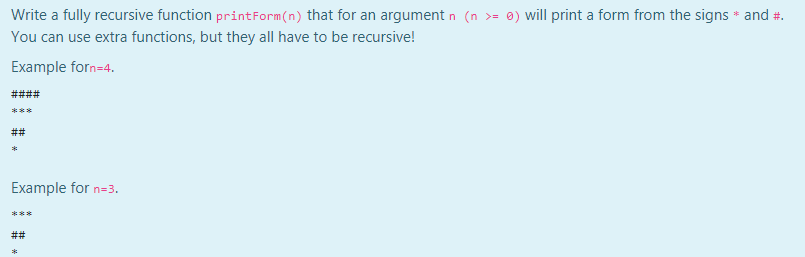 Write a fully recursive function printForm(n) that for an argument n (n >= 0) will print a form from the signs * and #.
You can use extra functions, but they all have to be recursive!
Example forn=4.
####
***
##
*
Example for n=3.
***
##
*